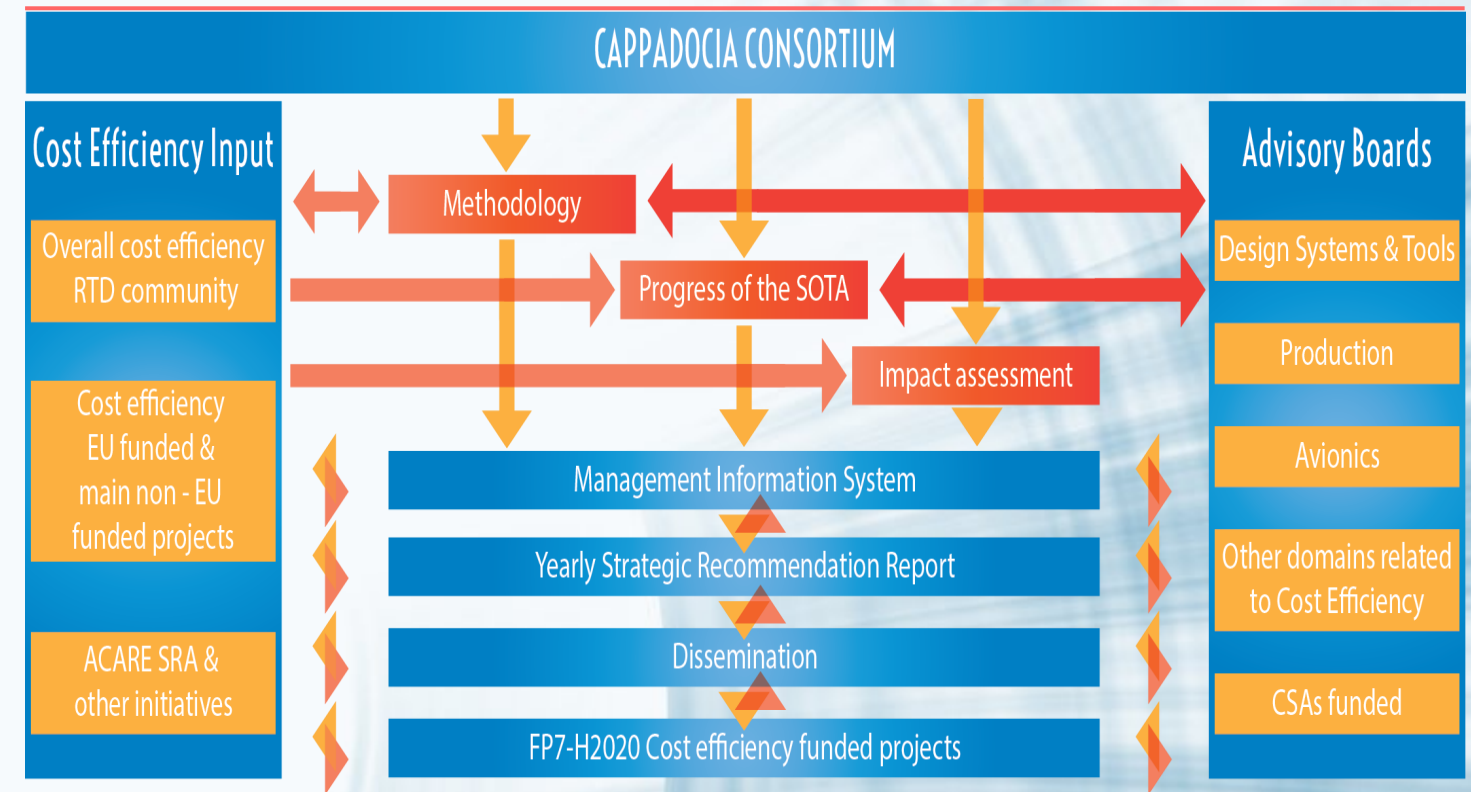 CAPPADOCIA CONSORTIUM
Cost Efficiency Input
Overall cost efficiency
RTD community
Cost efficiency
EU funded &
main non - EU
funded projects
ACARE SRA &
other initiatives
Methodology
Progress of the SOTA
Impact assessment
Management Information System
Yearly Strategic Recommendation Report
Dissemination
FP7-H2020 Cost efficiency funded projects
Advisory Boards
Design Systems & Tools
Production
Avionics
Other domains related
to Cost Efficiency
CSAs funded